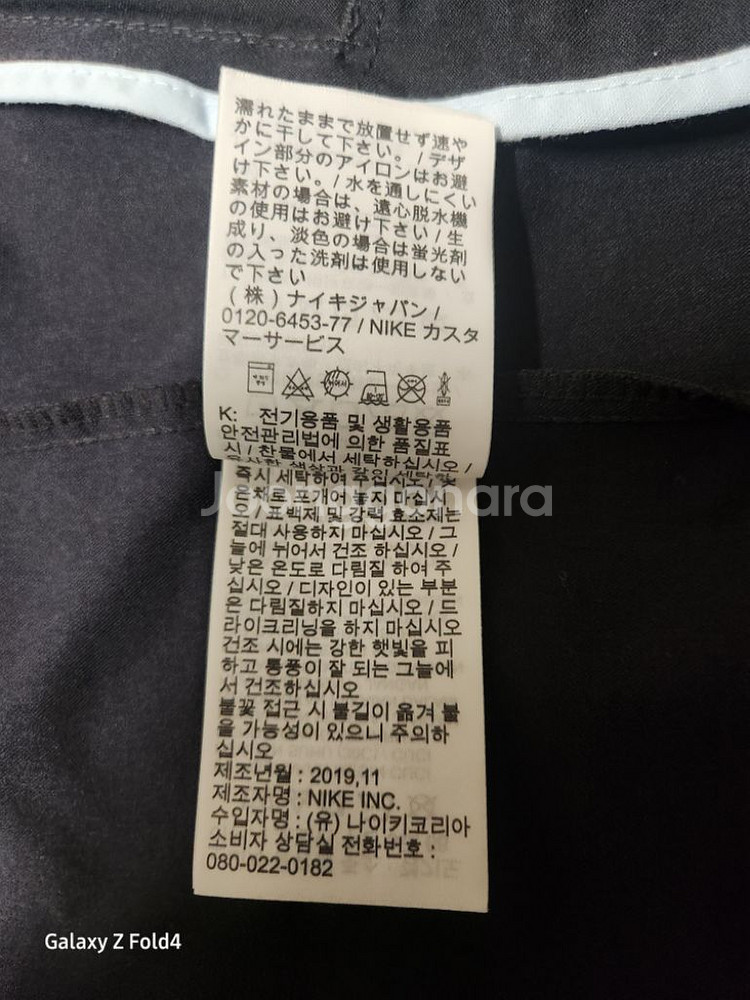 濡れたままで放置せず速や
かに干して下さい。/ デザ
イン部分のアイロンはお避
け下さい。/ 水を通しにくい
素材の場合は、遠心脱水機
の使用はお避け下さい / 生
成り、淡色の場合は蛍光剤
の入った洗剤は使用しない
で下さい
(株) ナイキジャパン /
0120-6453-77 / NIKE カスタ
マーサービス
K: 전기용품 및 생활용품
안전관리법에 의한 품질표
시 / 찬물에서 세탁하십시오 /
즉시 세탁하여 주십시오 / 젖
은채로 포개어 놓지 마십시
오 / 표백제 및 강력 효소제는
절대 사용하지 마십시오 / 그
늘에 뉘어서 건조 하십시오 /
낮은 온도로 다림질 하여 주
십시오 / 디자인이 있는 부분
은 다림질하지 마십시오 / 드
라이크리닝을 하지 마십시오
건조 시에는 강한 햇빛을 피
하고 통풍이 잘 되는 그늘에
서 건조하십시오
불꽃 접근 시 불길이 옮겨 붙
을 가능성이 있으니 주의하
십시오
제조년월 : 2019,11
제조자명 : NIKE INC.
수입자명 : (유) 나이키코리아
소비자 상담실 전화번호 :
080-022-0182
Joonggonara
Galaxy Z Fold4